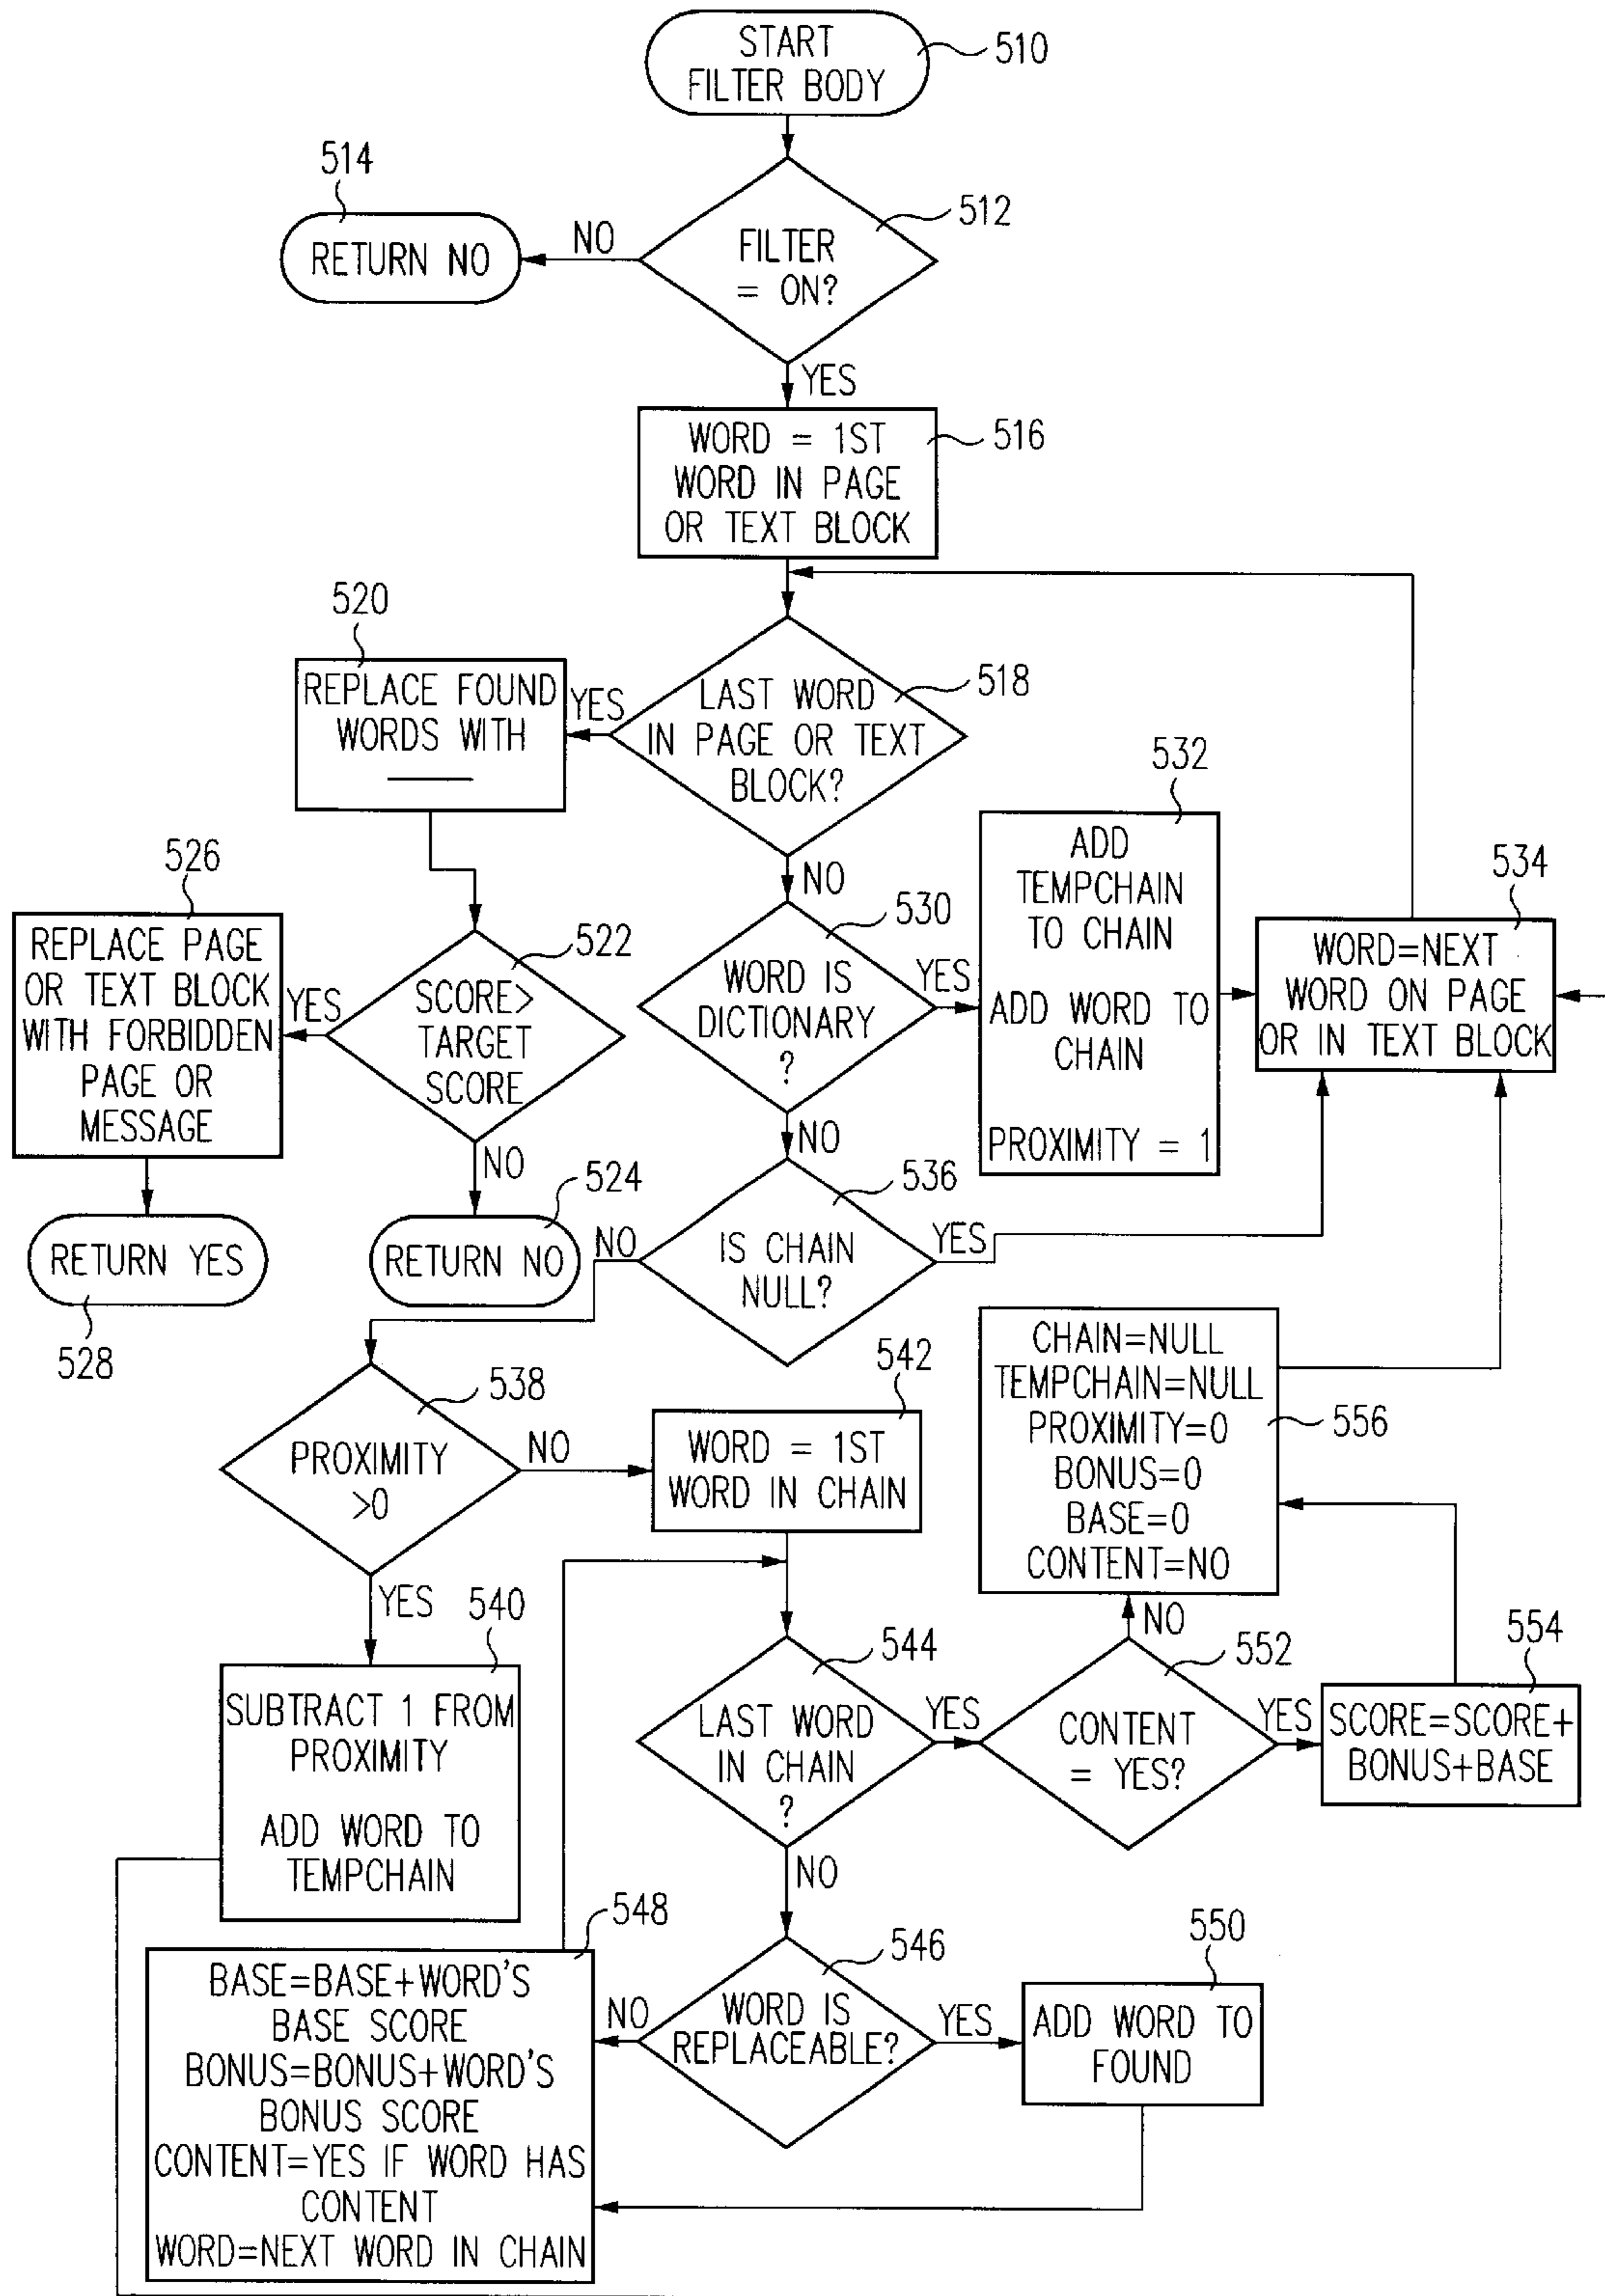 START
FILTER BODY
510
514
512
RETURN NO
NO
FILTER
= ON?
YES
WORD = 1ST
WORD IN PAGE
OR TEXT BLOCK
516
520
REPLACE FOUND
WORDS WITH
YES
LAST WORD
IN PAGE OR TEXT
BLOCK?
518
NO
532
ADD
TEMPCHAIN
TO CHAIN
ADD WORD TO
CHAIN
PROXIMITY = 1
534
WORD=NEXT
WORD ON PAGE
OR IN TEXT BLOCK
526
REPLACE PAGE
OR TEXT BLOCK
WITH FORBIDDEN
PAGE OR
MESSAGE
YES
522
SCORE>
TARGET
SCORE
530
WORD IS
DICTIONARY
?
YES
NO
NO
524
RETURN YES
528
RETURN NO
536
NO
IS CHAIN
NULL?
YES
538
PROXIMITY
>0
NO
542
WORD = 1ST
WORD IN CHAIN
CHAIN=NULL
TEMPCHAIN=NULL
PROXIMITY=0
BONUS=0
BASE=0
CONTENT=NO
556
YES
540
SUBTRACT 1 FROM
PROXIMITY
ADD WORD TO
TEMPCHAIN
544
LAST WORD
IN CHAIN
?
YES
NO
552
CONTENT
= YES?
YES
554
SCORE=SCORE+
BONUS+BASE
NO
548
BASE=BASE+WORD'S
BASE SCORE
BONUS=BONUS+WORD'S
BONUS SCORE
CONTENT=YES IF WORD HAS
CONTENT
WORD=NEXT WORD IN CHAIN
NO
546
WORD IS
REPLACEABLE?
YES
550
ADD WORD TO
FOUND